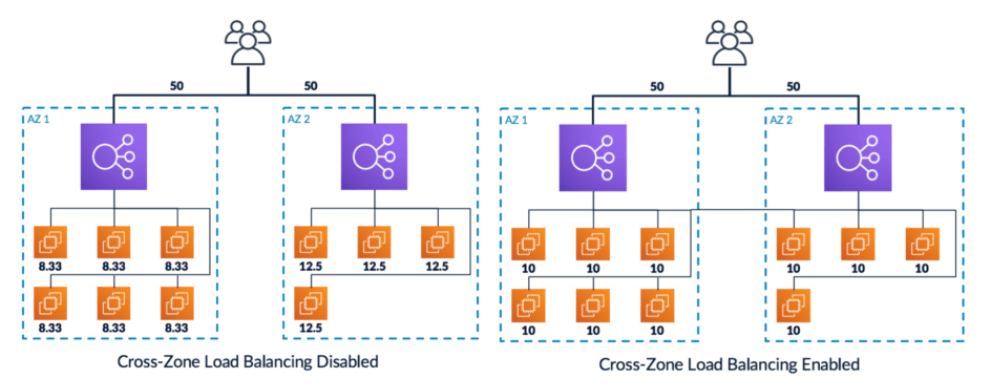 50 50
AZ 1 AZ 2
8.33 8.33 8.33 12.5 12.5 12.5
8.33 8.33 8.33 12.5
Cross-Zone Load Balancing Disabled
50 50
AZ 1 AZ 2
10 10 10 10 10 10
10 10 10 10
Cross-Zone Load Balancing Enabled